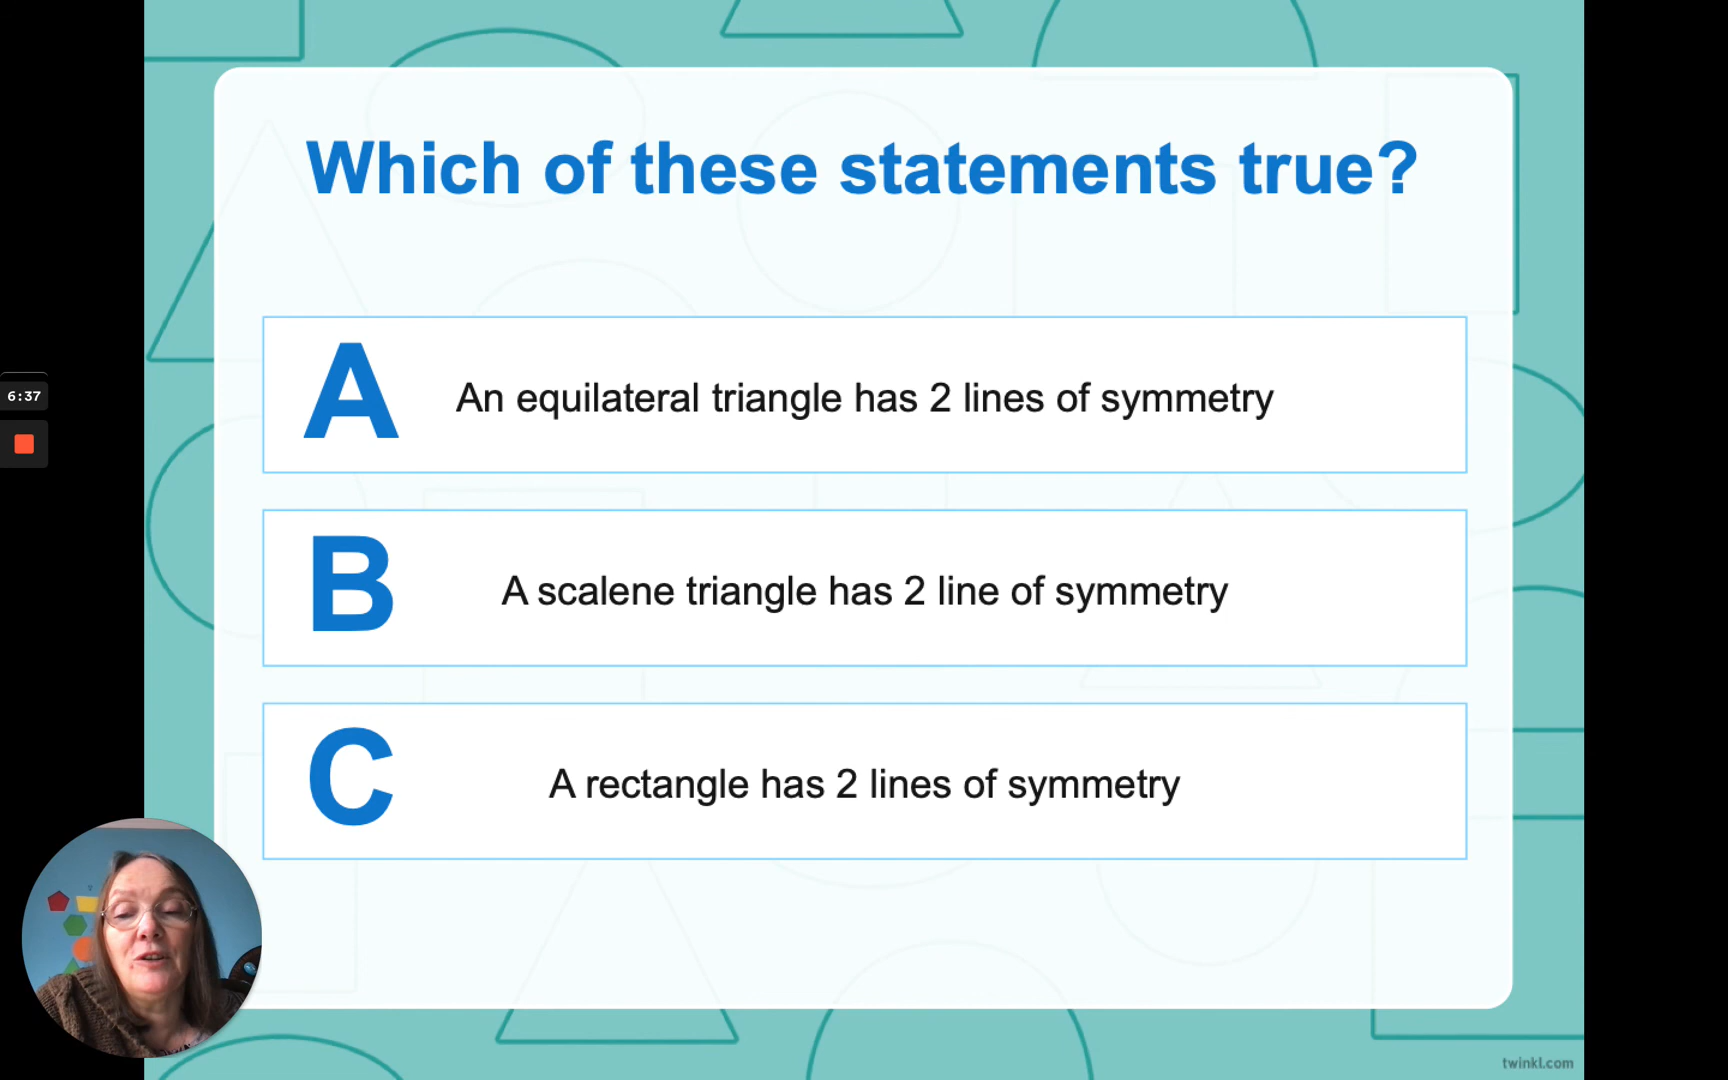 Which of these statements true?
A
An equilateral triangle has 2 lines of symmetry
B
A scalene triangle has 2 line of symmetry
C
A rectangle has 2 lines of symmetry
6:37
twinkl.com